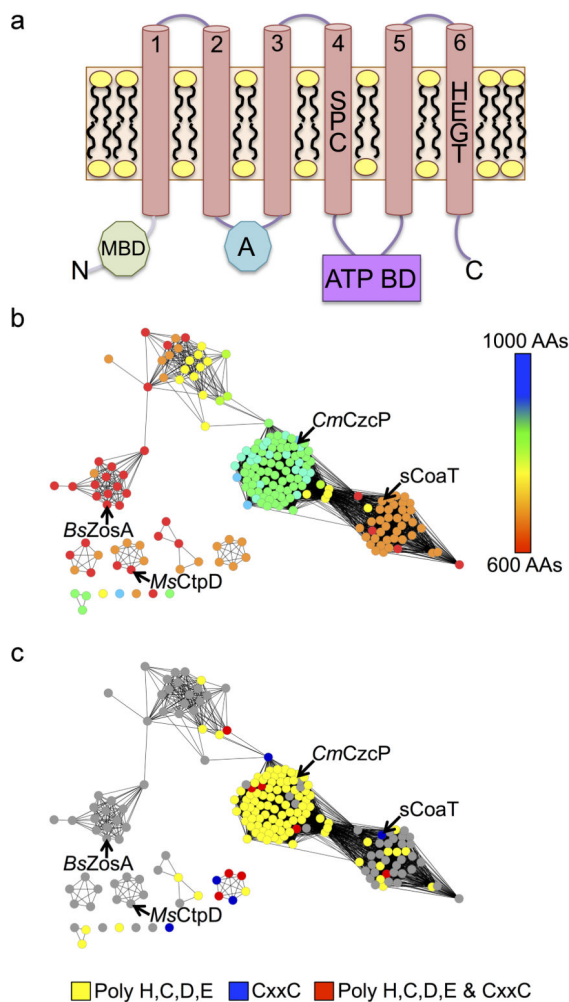 a
1 2 3 4 5 6
SPC
HEGT
MBD
N
A
ATP BD
C
b
1000 AAs
CmCzcP
sCoaT
BsZosA
MsCtpD
600 AAs
c
CmCzcP
sCoaT
BsZosA
MsCtpD
Poly H,C,D,E CxxC Poly H,C,D,E & CxxC